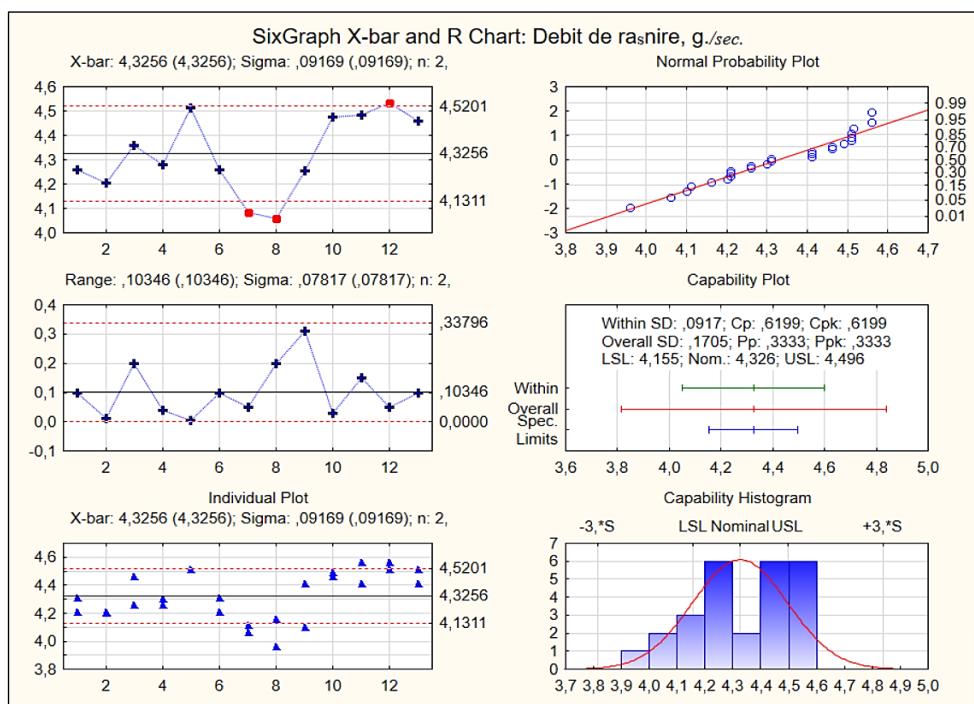 SixGraph X-bar and R Chart: Debit de rasnire, g./sec.
X-bar: 4,3256 (4,3256); Sigma: ,09169 (,09169); n: 2,
4,6
4,5
4,4
4,3
4,2
4,1
4,0
4,5201
4,3256
4,1311
2 4 6 8 10 12
Range: ,10346 (,10346); Sigma: ,07817 (,07817); n: 2,
0,4
0,3
0,2
0,1
0,0
-0,1
,33796
,10346
0,0000
2 4 6 8 10 12
Individual Plot
X-bar: 4,3256 (4,3256); Sigma: ,09169 (,09169); n: 2,
4,6
4,4
4,2
4,0
3,8
4,5201
4,3256
4,1311
2 4 6 8 10 12
Normal Probability Plot
3
2
1
0
-1
-2
-3
0.99
0.95
0.85
0.70
0.50
0.30
0.15
0.05
0.01
3,8 3,9 4,0 4,1 4,2 4,3 4,4 4,5 4,6 4,7
Capability Plot
Within SD: ,0917; Cp: ,6199; Cpk: ,6199
Overall SD: ,1705; Pp: ,3333; Ppk: ,3333
LSL: 4,155; Nom.: 4,326; USL: 4,496
Within
Overall
Spec.
Limits
3,6 3,8 4,0 4,2 4,4 4,6 4,8 5,0
Capability Histogram
-3,*S LSL Nominal USL +3,*S
7
6
5
4
3
2
1
0
3,7 3,9 4,0 4,1 4,2 4,3 4,4 4,5 4,6 4,7 4,8 4,9 5,0